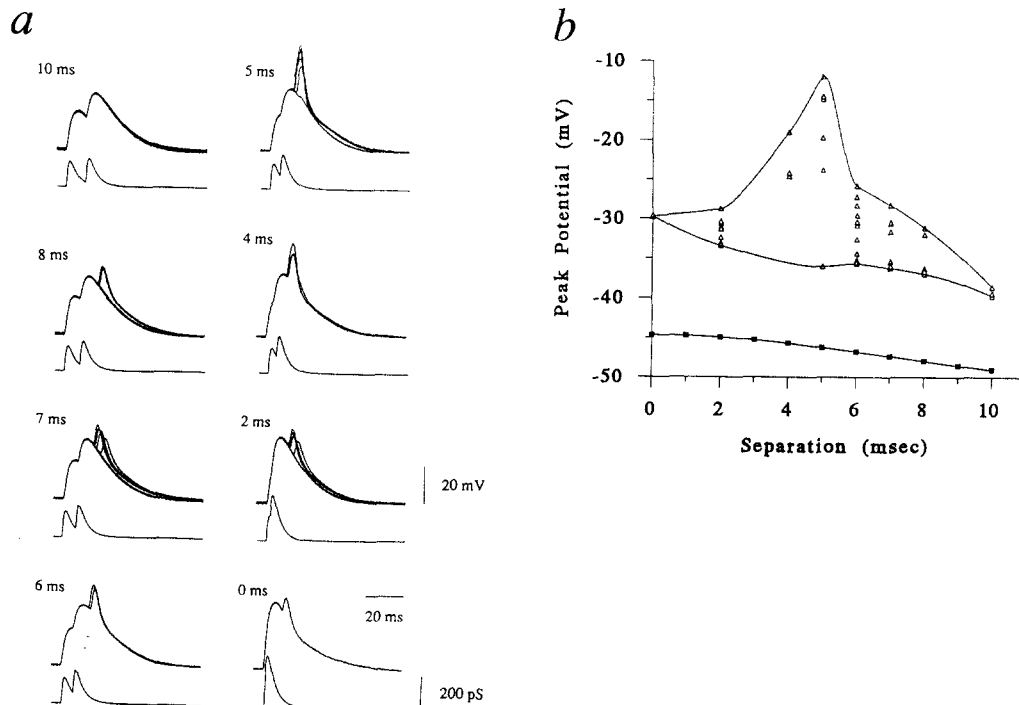 a
10 ms
5 ms
8 ms
4 ms
7 ms
2 ms
20 mV
6 ms
0 ms
20 ms
200 pS
b
Peak Potential (mV)
-10
-20
-30
-40
-50
0
2
4
6
8
10
Separation (msec)